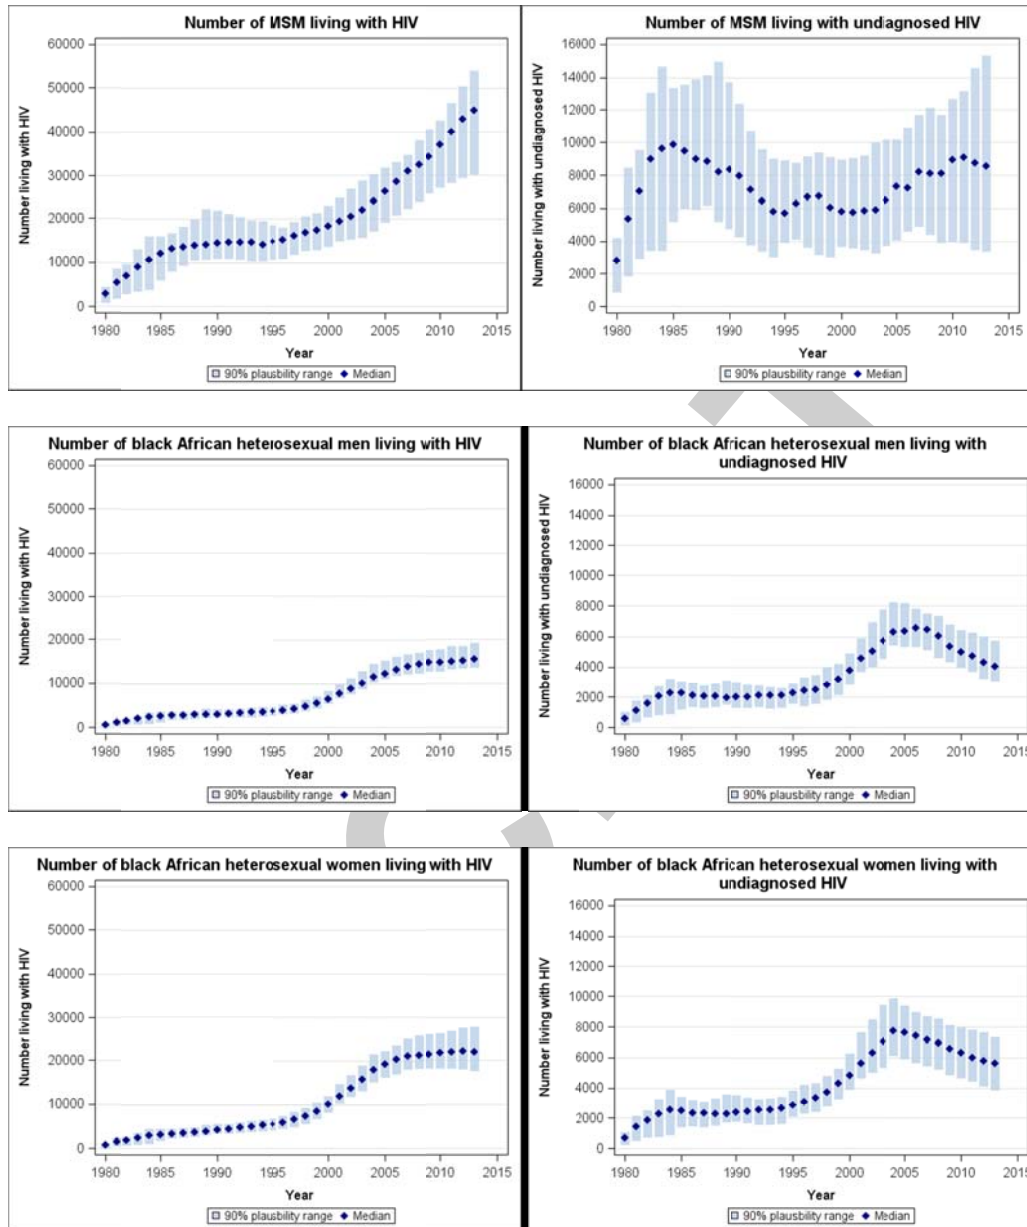 Number of MSM living with HIV
60000
50000
40000
30000
20000
10000
0
Number living with HIV
1980 1985 1990 1995 2000 2005 2010 2015
Year
90% plausbility range Median
Number of MSM living with undiagnosed HIV
16000
14000
12000
10000
8000
6000
4000
2000
0
Number living with undiagnosed HIV
1980 1985 1990 1995 2000 2005 2010 2015
Year
90% plausbility range Median
Number of black African heterosexual men living with HIV
60000
50000
40000
30000
20000
10000
0
Number living with HIV
1980 1985 1990 1995 2000 2005 2010 2015
Year
90% plausbility range Median
Number of black African heterosexual men living with
undiagnosed HIV
16000
14000
12000
10000
8000
6000
4000
2000
0
Number living with undiagnosed HIV
1980 1985 1990 1995 2000 2005 2010 2015
Year
90% plausbility range Median
Number of black African heterosexual women living with HIV
60000
50000
40000
30000
20000
10000
0
Number living with HIV
1980 1985 1990 1995 2000 2005 2010 2015
Year
90% plausbility range Median
Number of black African heterosexual women living with
undiagnosed HIV
16000
14000
12000
10000
8000
6000
4000
2000
0
Number living with HIV
1980 1985 1990 1995 2000 2005 2010 2015
Year
90% plausbility range Median